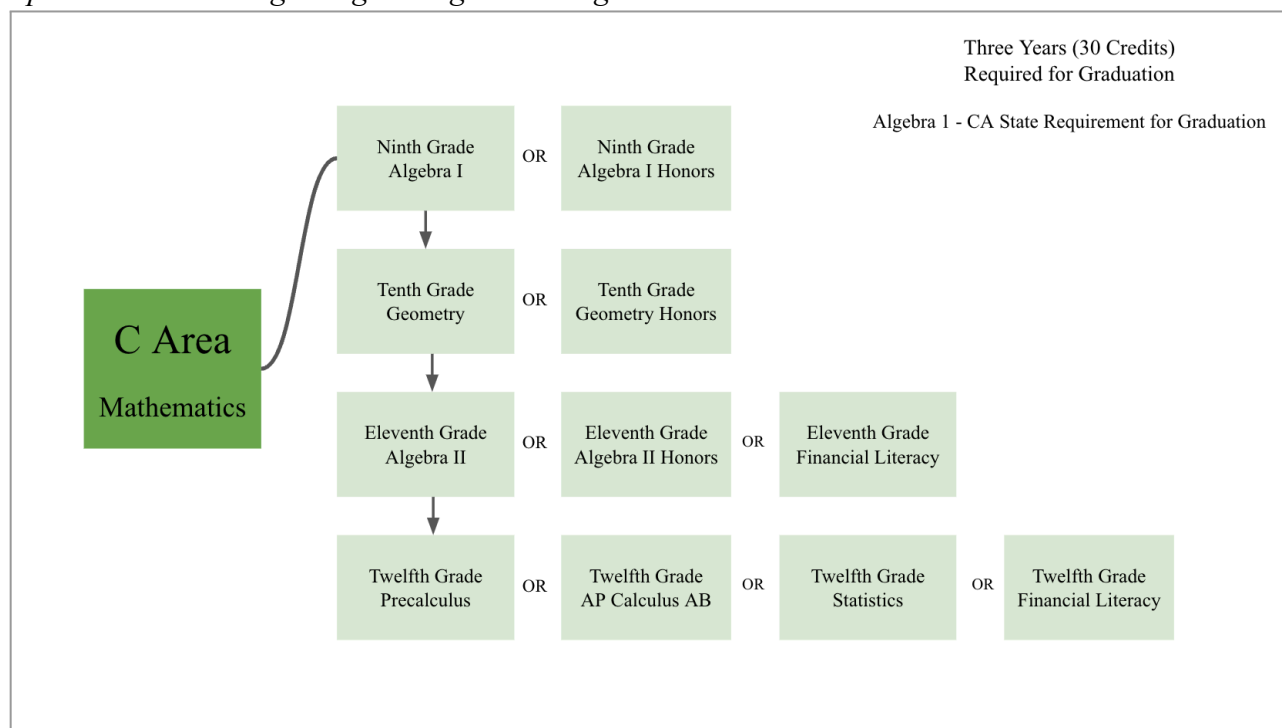 Three Years (30 Credits)
Required for Graduation
Algebra 1 - CA State Requirement for Graduation
C Area
Mathematics
Ninth Grade
Algebra I
OR
Ninth Grade
Algebra I Honors
Tenth Grade
Geometry
OR
Tenth Grade
Geometry Honors
Eleventh Grade
Algebra II
OR
Eleventh Grade
Algebra II Honors
OR
Eleventh Grade
Financial Literacy
Twelfth Grade
Precalculus
OR
Twelfth Grade
AP Calculus AB
OR
Twelfth Grade
Statistics
OR
Twelfth Grade
Financial Literacy